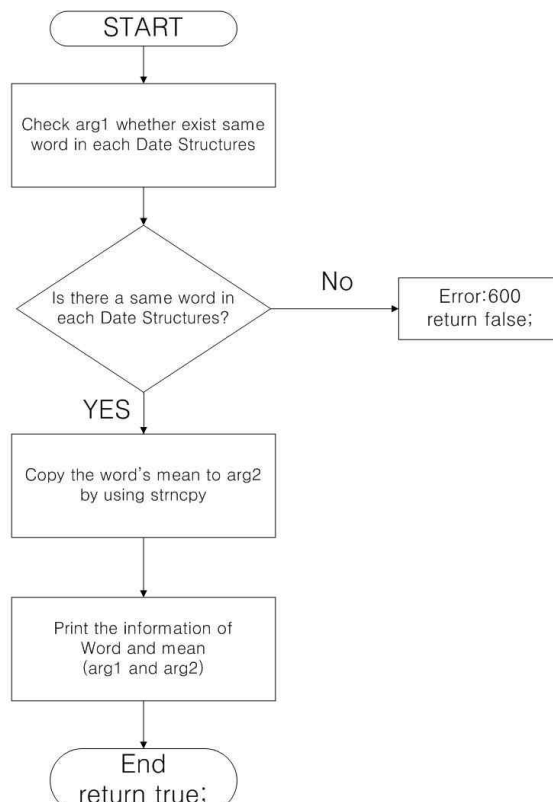 START
Check arg1 whether exist same
word in each Date Structures
Is there a same word in
each Date Structures?
No
Error:600
return false;
YES
Copy the word's mean to arg2
by using strncpy
Print the information of
Word and mean
(arg1 and arg2)
End
return true;